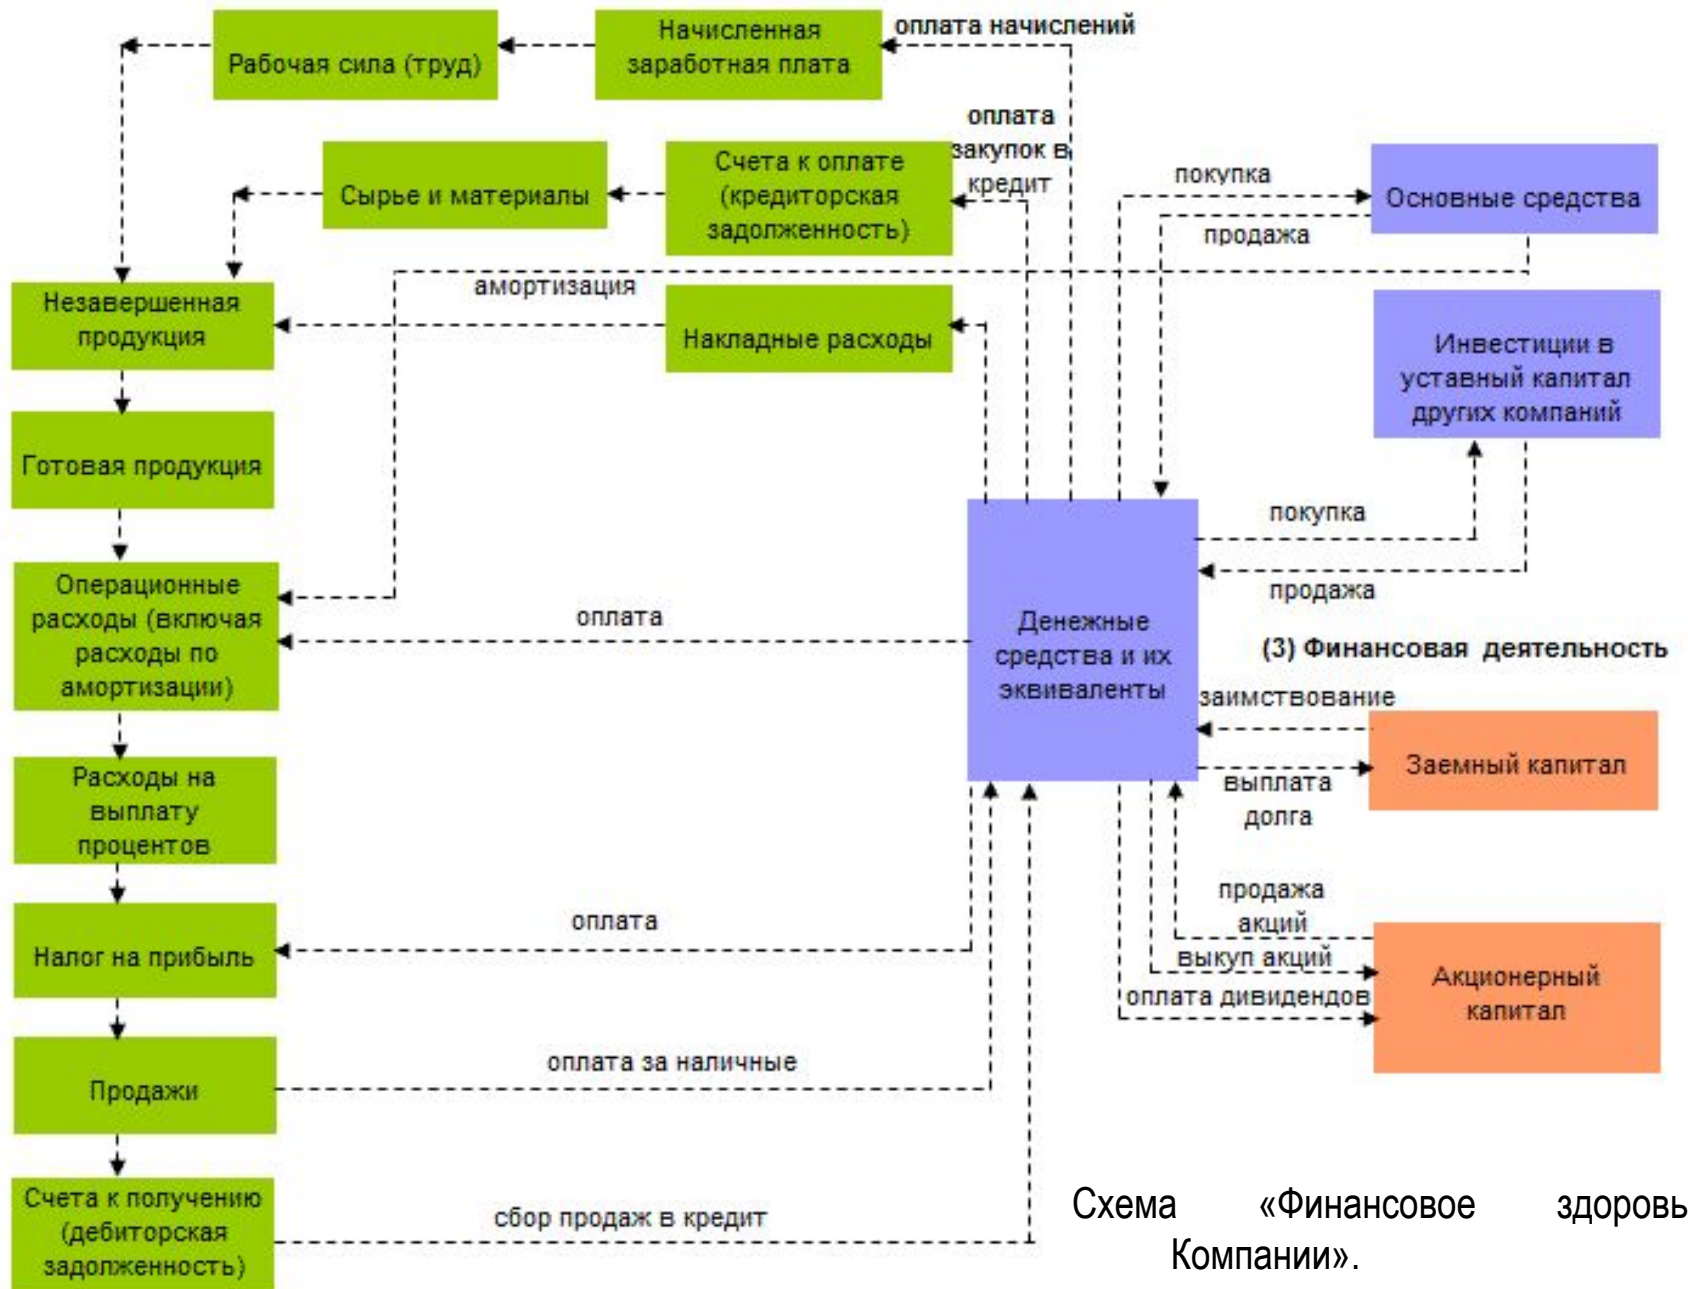 оплата начислений
Начисленная
заработная плата
Рабочая сила (труд)
оплата
закупок в
кредит
Счета к оплате
(кредиторская
задолженность)
Сырье и материалы
покупка
Основные средства
продажа
амортизация
Незавершенная
продукция
Накладные расходы
Инвестиции в
уставный капитал
других компаний
Готовая продукция
покупка
продажа
Операционные
расходы (включая
расходы по
амортизации)
оплата
Денежные
средства и их
эквиваленты
(3) Финансовая деятельность
заимствование
Заемный капитал
выплата
долга
Расходы на
выплату
процентов
продажа
акций
выкуп акций
оплата дивидендов
Акционерный
капитал
оплата
Налог на прибыль
оплата за наличные
Продажи
Счета к получению
(дебиторская
задолженность)
сбор продаж в кредит
Схема «Финансовое здоровь
Компании».